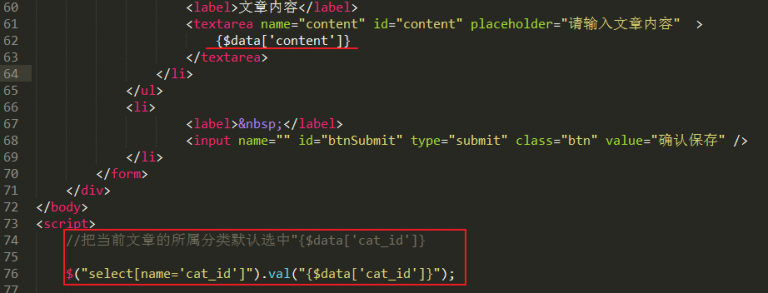 60 <label>文章内容</label>
61 <textarea name="content" id="content" placeholder="请输入文章内容"  >
62 {$data['content']}
63 </textarea>
64 </li>
65 </ul>
66 <li>
67 <label>&nbsp;</label>
68 <input name="" id="btnSubmit" type="submit" class="btn" value="确认保存" />
69 </li>
70 </form>
71 </div>
72 </body>
73 <script>
74 //把当前文章的所属分类默认选中"{$data['cat_id']}
75
76 $("select[name='cat_id']").val("{$data['cat_id']}");